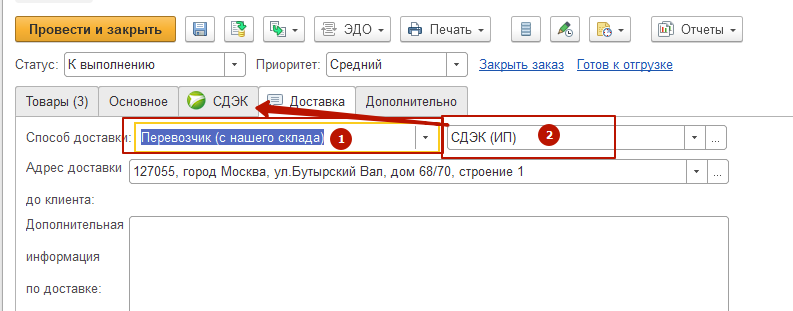 Провести и закрыть ЭДО Печать Отчеты
Статус: К выполнению Приоритет: Средний Закрыть заказ Готов к отгрузке
Товары (3) Основное СДЭК Доставка Дополнительно
Способ доставки: Перевозчик (с нашего склада) 1 СДЭК (ИП) 2 ...
Адрес доставки 127055, город Москва, ул.Бутырский Вал, дом 68/70, строение 1 ...
до клиента:
Дополнительная
информация
по доставке: